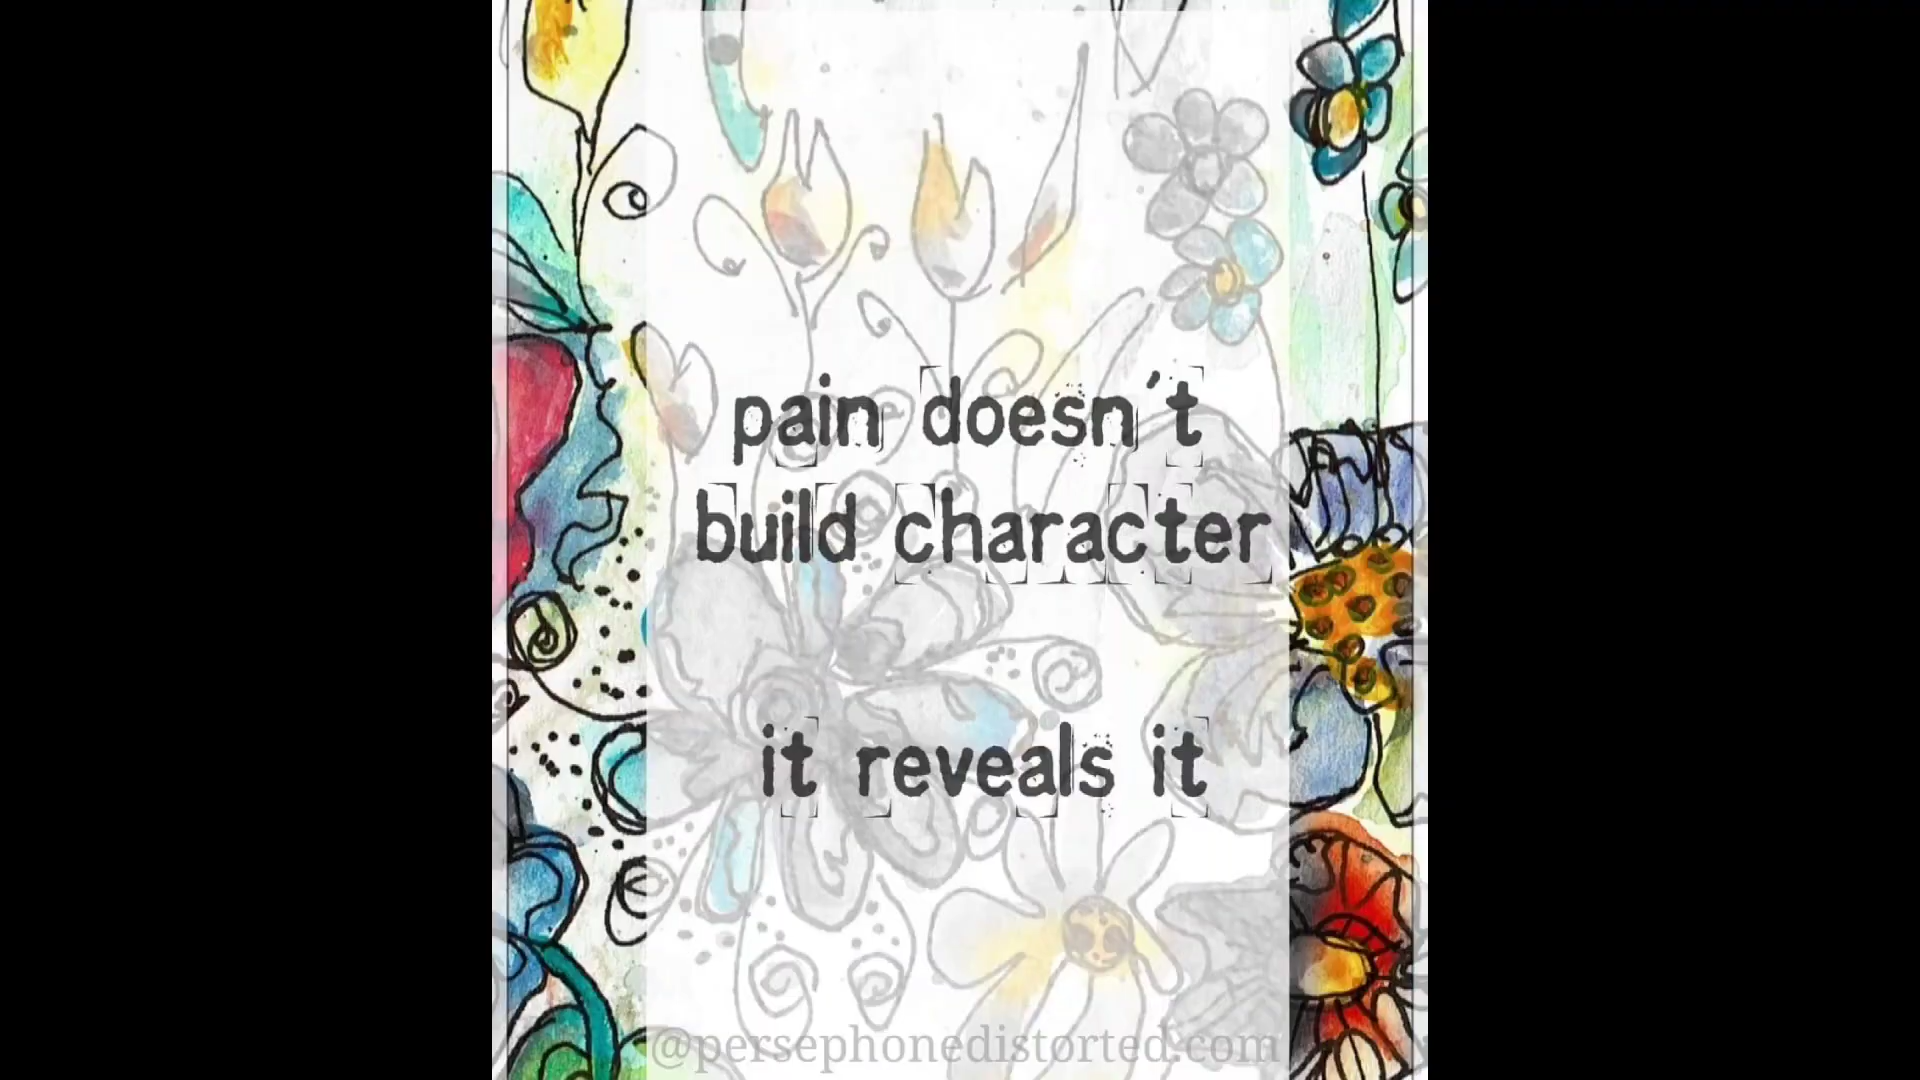 pain doesn't
build character
it reveals it
@persephonedistorted.com